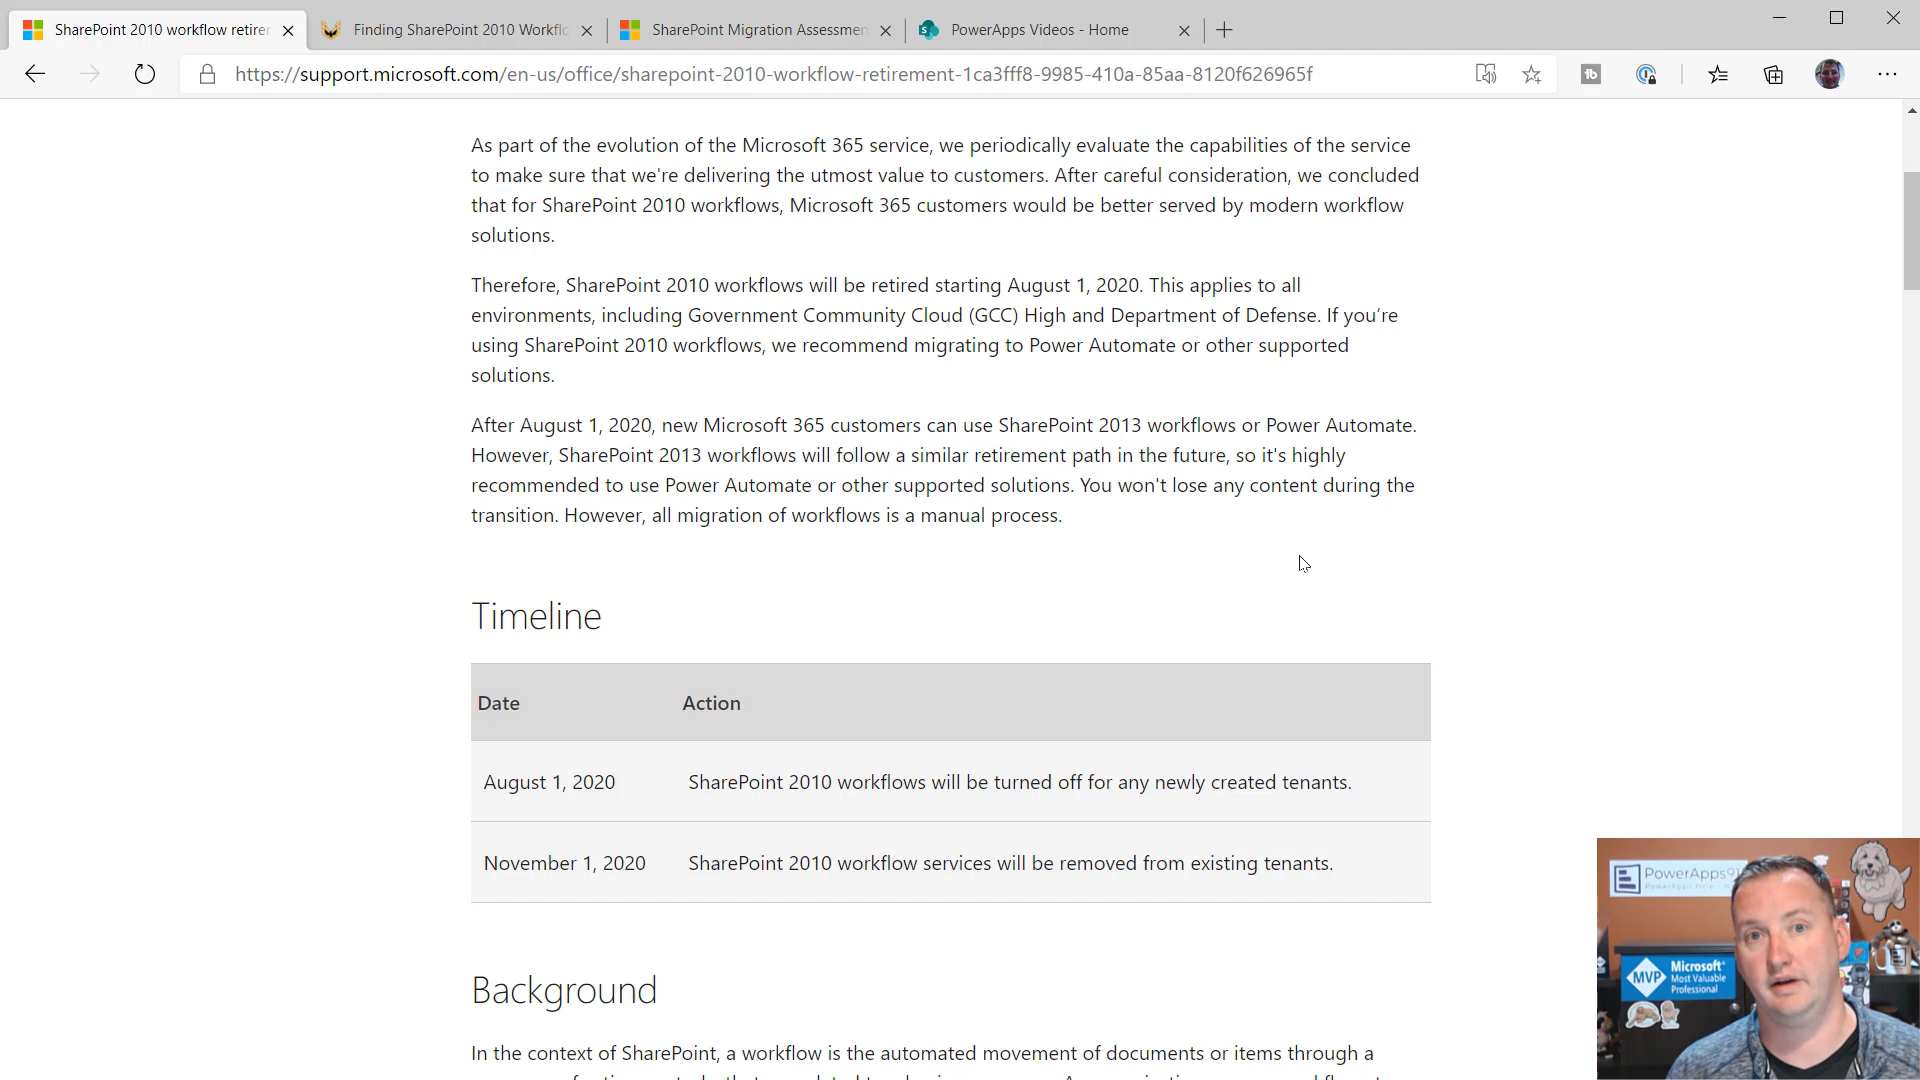 SharePoint 2010 workflow retirer
Finding SharePoint 2010 Workflo
SharePoint Migration Assessmen
PowerApps Videos - Home
https://support.microsoft.com/en-us/office/sharepoint-2010-workflow-retirement-1ca3fff8-9985-410a-85aa-8120f626965f
As part of the evolution of the Microsoft 365 service, we periodically evaluate the capabilities of the service
to make sure that we're delivering the utmost value to customers. After careful consideration, we concluded
that for SharePoint 2010 workflows, Microsoft 365 customers would be better served by modern workflow
solutions.
Therefore, SharePoint 2010 workflows will be retired starting August 1, 2020. This applies to all
environments, including Government Community Cloud (GCC) High and Department of Defense. If you’re
using SharePoint 2010 workflows, we recommend migrating to Power Automate or other supported
solutions.
After August 1, 2020, new Microsoft 365 customers can use SharePoint 2013 workflows or Power Automate.
However, SharePoint 2013 workflows will follow a similar retirement path in the future, so it's highly
recommended to use Power Automate or other supported solutions. You won't lose any content during the
transition. However, all migration of workflows is a manual process.
Timeline
Date Action
August 1, 2020 SharePoint 2010 workflows will be turned off for any newly created tenants.
November 1, 2020 SharePoint 2010 workflow services will be removed from existing tenants.
Background
In the context of SharePoint, a workflow is the automated movement of documents or items through a
PowerApps91
PowerApps Help
MVP
Microsoft
Most Valuable
Professional